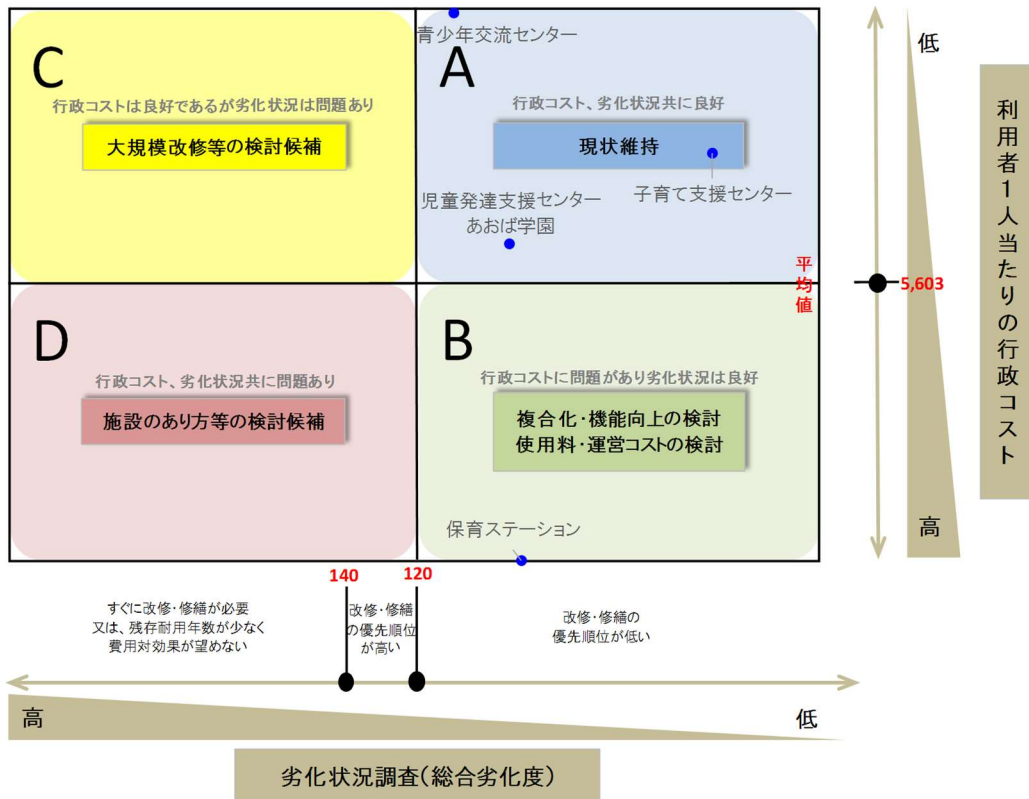 青少年交流センター
C
行政コストは良好であるが劣化状況は問題あり
大規模改修等の検討候補
A
行政コスト、劣化状況共に良好
現状維持
子育て支援センター
児童発達支援センター
あおば学園
平均値
D
行政コスト、劣化状況共に問題あり
施設のあり方等の検討候補
B
行政コストに問題があり劣化状況は良好
複合化・機能向上の検討
使用料・運営コストの検討
保育ステーション
低
5,603
高
利用者1人当たりの行政コスト
140
120
すぐに改修・修繕が必要
又は、残存耐用年数が少なく
費用対効果が望めない
改修・修繕
の優先順位
が高い
改修・修繕の
優先順位が低い
高
低
劣化状況調査(総合劣化度)